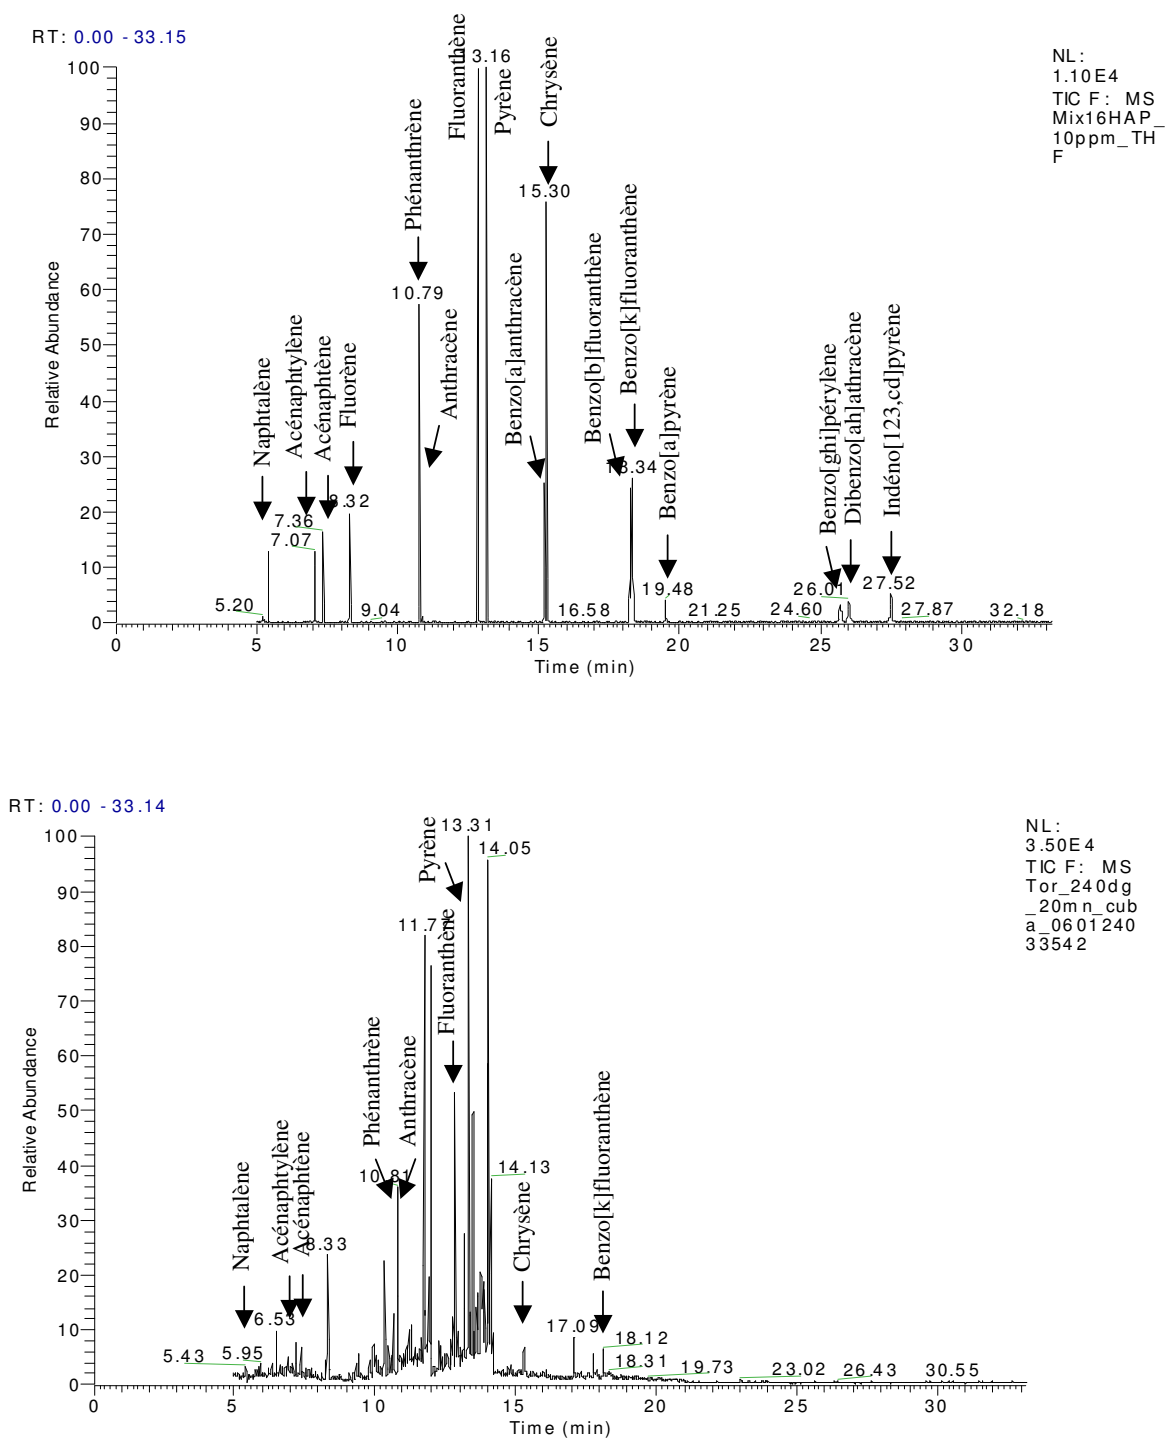 RT: 0.00 - 33.15
NL:
1.10E4
TIC F: MS
Mix16HAP_
10ppm_TH
F
Relative Abundance
100
90
80
70
60
50
40
30
20
10
0
Naphtalène
Acénaphtylène
Acénaphtène
Fluorène
Phénanthrène
Anthracène
Fluoranthène
Pyrène
Chrysène
Benzo[a]anthracène
Benzo[b]fluoranthène
Benzo[k]fluoranthène
Benzo[a]pyrène
Benzo[ghi]pérylène
Dibenzo[ah]athracène
Indéno[123,cd]pyrène
5.20
7.07
7.36
8.32
9.04
10.79
3.16
15.30
16.58
18.34
19.48
21.25
24.60
26.01
27.52
27.87
32.18
0 5 10 15 20 25 30
Time (min)
RT: 0.00 - 33.14
NL:
3.50E4
TIC F: MS
Tor_240dg
_20mn_cub
a_0601240
33542
Relative Abundance
100
90
80
70
60
50
40
30
20
10
0
Naphtalène
Acénaphtylène
Acénaphtène
Phénanthrène
Anthracène
Fluoranthène
Pyrène
Chrysène
Benzo[k]fluoranthène
5.43
5.95
6.53
8.33
10.81
13.31
14.05
14.13
17.09
18.12
18.31
19.73
23.02
26.43
30.55
0 5 10 15 20 25 30
Time (min)